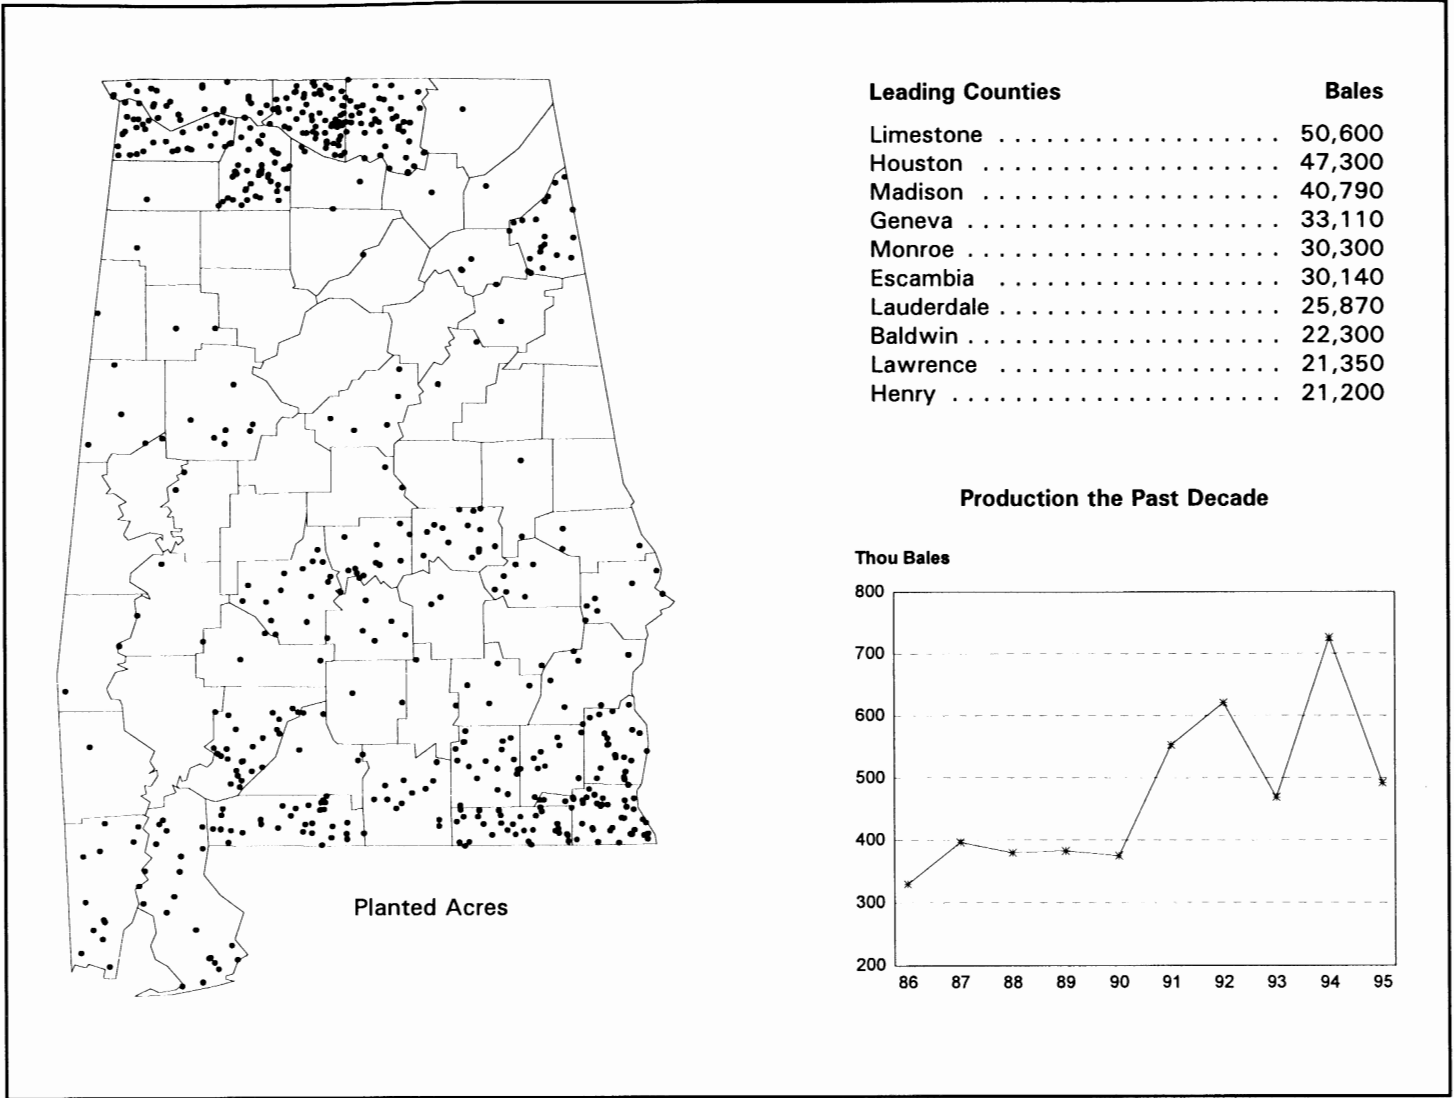 Leading Counties Bales
Limestone . . . . . . . . . . . . . . . . . . . 50,600
Houston . . . . . . . . . . . . . . . . . . . . 47,300
Madison . . . . . . . . . . . . . . . . . . . . 40,790
Geneva . . . . . . . . . . . . . . . . . . . . . 33,110
Monroe . . . . . . . . . . . . . . . . . . . . . 30,300
Escambia . . . . . . . . . . . . . . . . . . . 30,140
Lauderdale . . . . . . . . . . . . . . . . . . . 25,870
Baldwin . . . . . . . . . . . . . . . . . . . . . 22,300
Lawrence . . . . . . . . . . . . . . . . . . . 21,350
Henry . . . . . . . . . . . . . . . . . . . . . . 21,200
Planted Acres
Production the Past Decade
Thou Bales
800
700
600
500
400
300
200
86 87 88 89 90 91 92 93 94 95